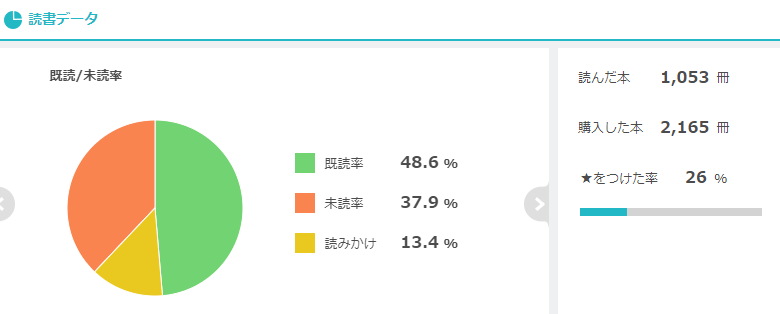 読書データ
既読/未読率
既読率 48.6 %
未読率 37.9 %
読みかけ 13.4 %
読んだ本 1,053 冊
購入した本 2,165 冊
★をつけた率 26 %